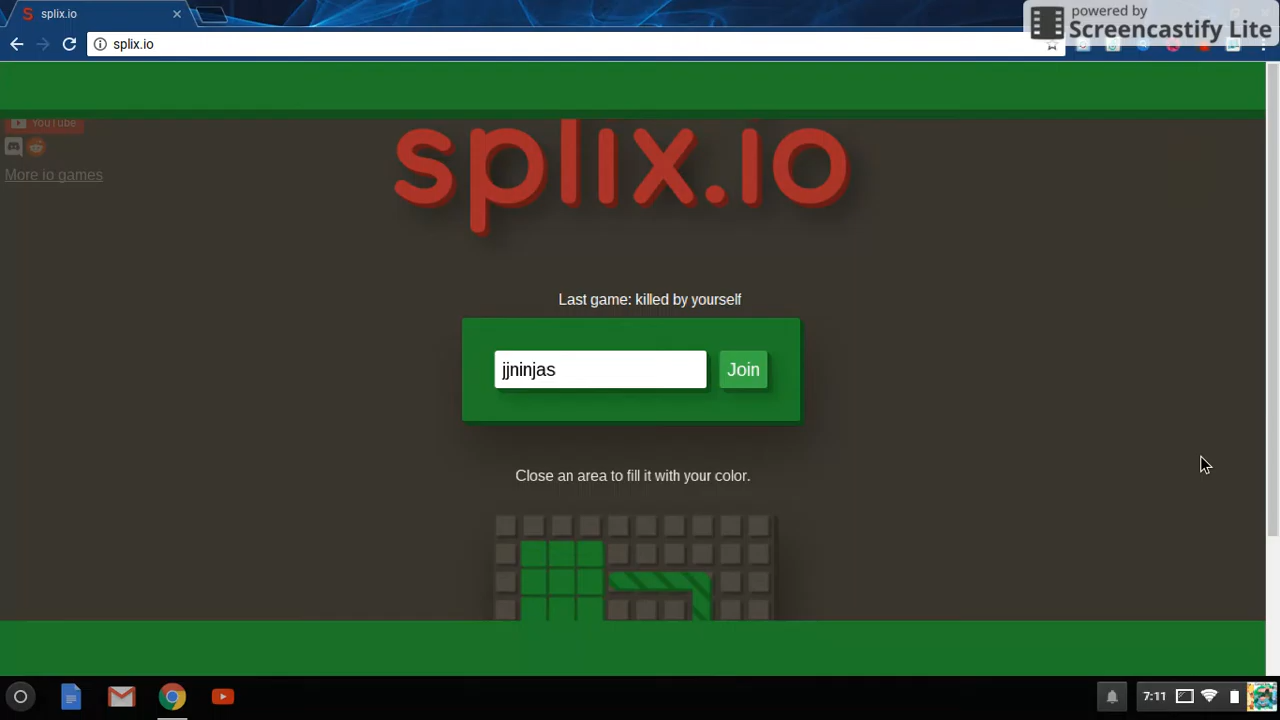 splix.io
powered by
Screencastify Lite
splix.io
YouTube
More io games
splix.io
Last game: killed by yourself
jjninjas
Join
Close an area to fill it with your color.
7:11